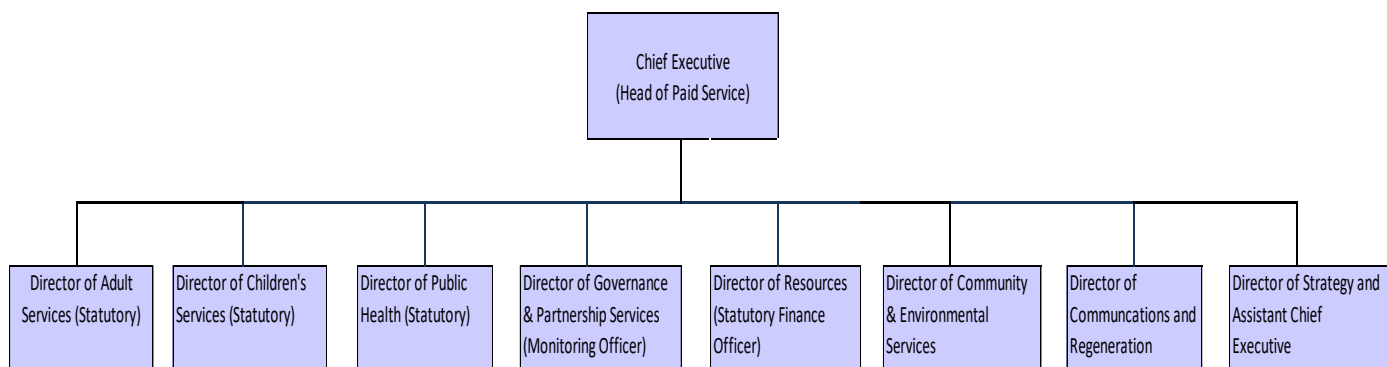 Chief Executive
(Head of Paid Service)
Director of Adult
Services (Statutory)
Director of Children's
Services (Statutory)
Director of Public
Health (Statutory)
Director of Governance
& Partnership Services
(Monitoring Officer)
Director of Resources
(Statutory Finance
Officer)
Director of Community
& Environmental
Services
Director of
Communcations and
Regeneration
Director of Strategy and
Assistant Chief
Executive